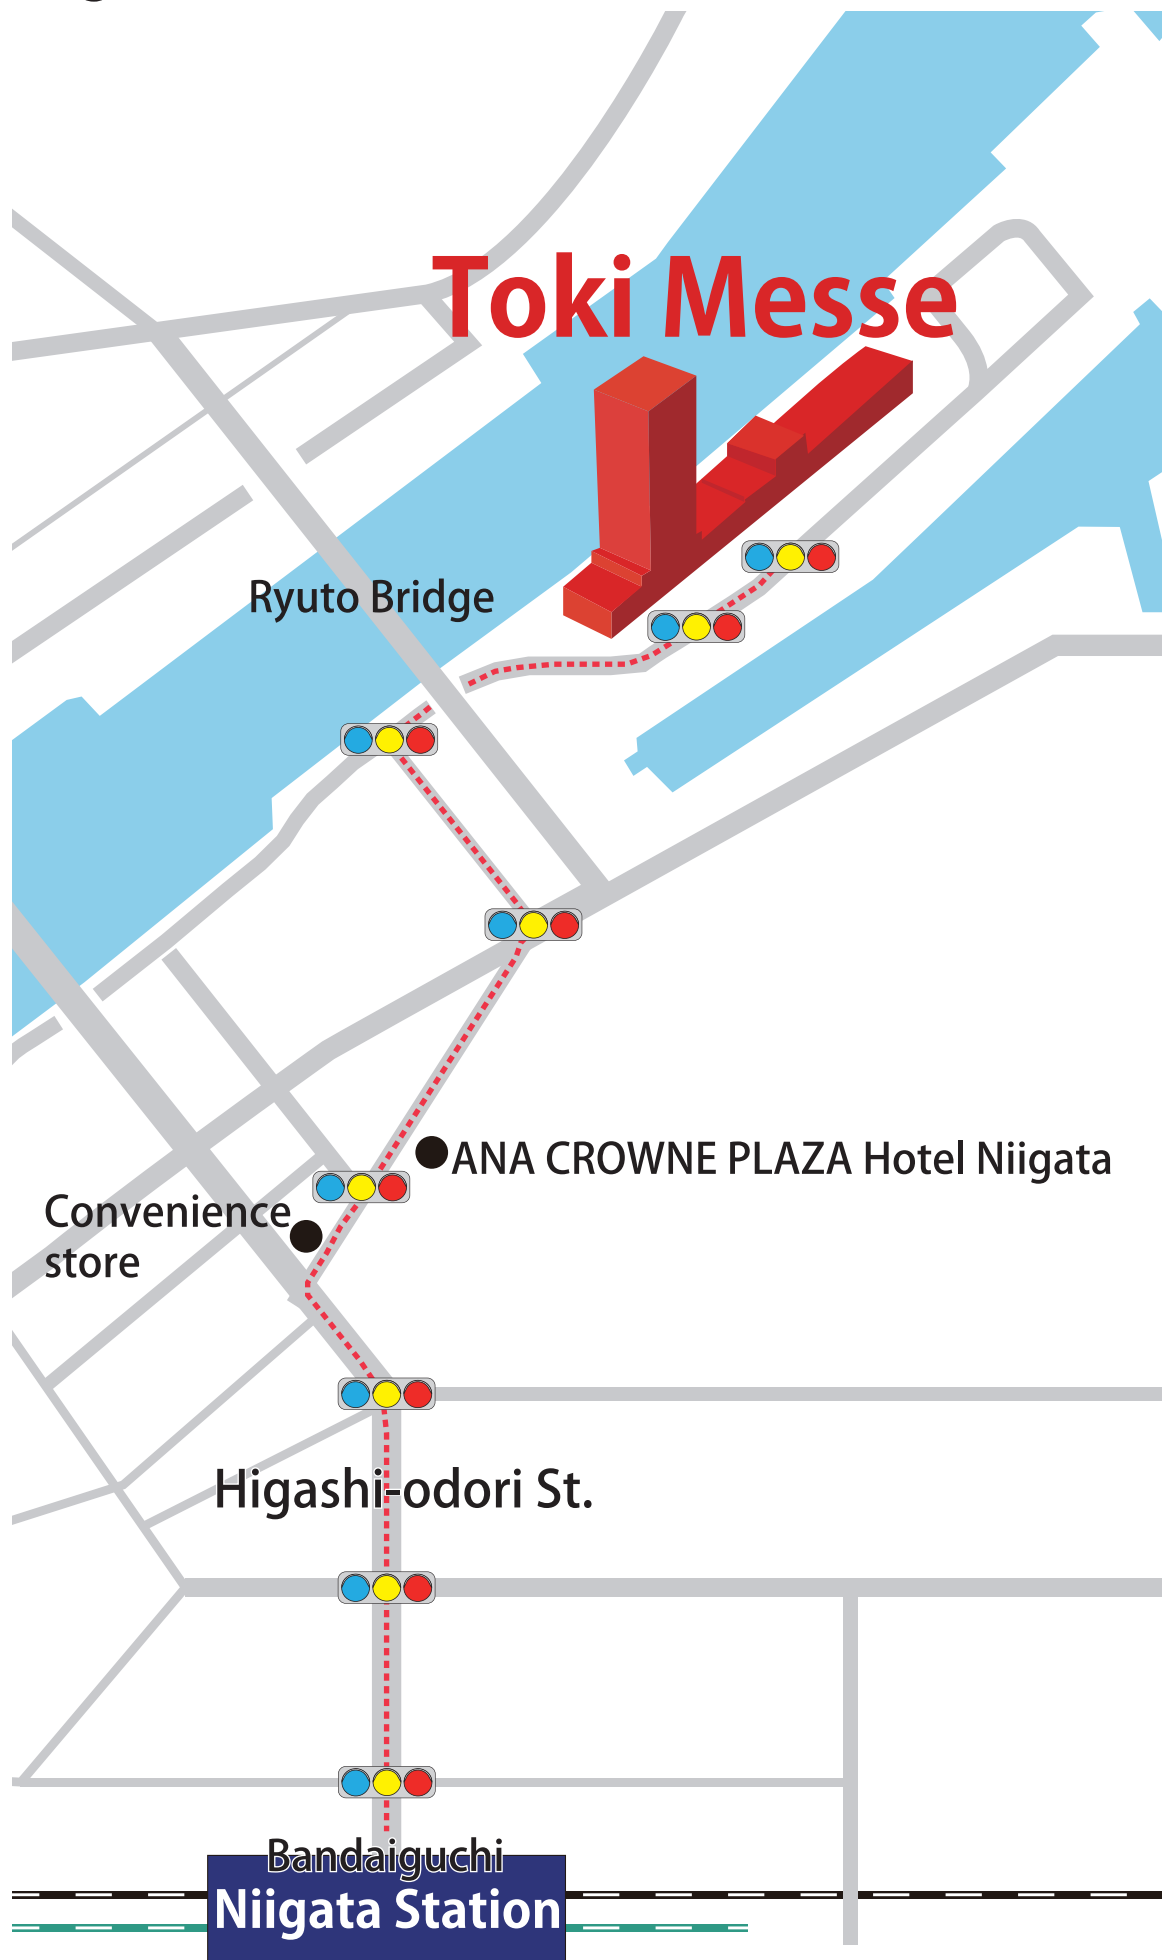 Toki Messe
Ryuto Bridge
ANA CROWNE PLAZA Hotel Niigata
Convenience
store
Higashi-odori St.
Bandaiguchi
Niigata Station